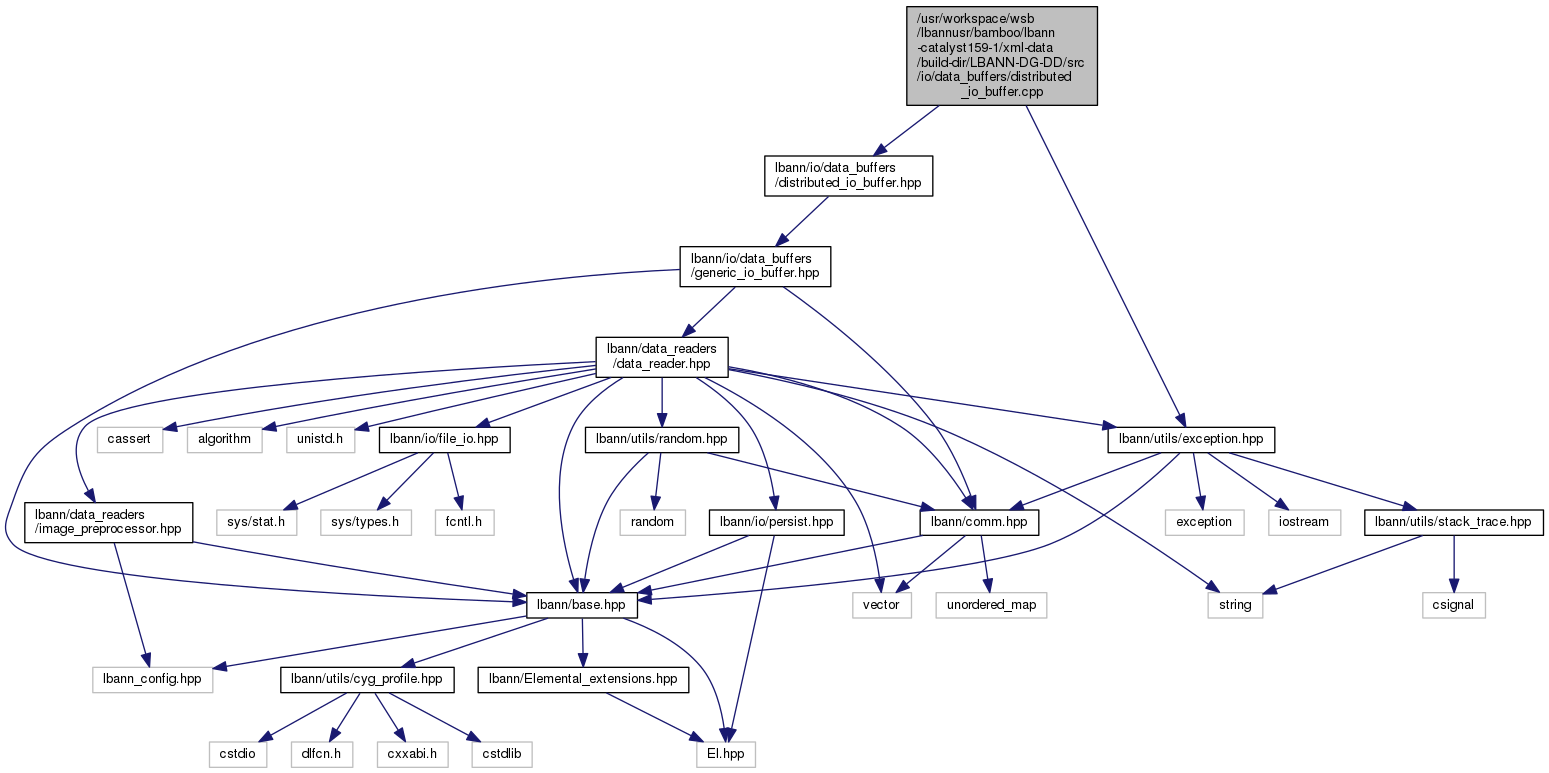 /usr/workspace/wsb
/lbannusr/bamboo/lbann
-catalyst159-1/xml-data
/build-dir/LBANN-DG-DD/src
/io/data_buffers/distributed
_io_buffer.cpp
lbann/io/data_buffers
/distributed_io_buffer.hpp
lbann/io/data_buffers
/generic_io_buffer.hpp
lbann/data_readers
/data_reader.hpp
cassert
algorithm
unistd.h
lbann/io/file_io.hpp
lbann/utils/random.hpp
lbann/utils/exception.hpp
lbann/data_readers
/image_preprocessor.hpp
sys/stat.h
sys/types.h
fcntl.h
random
lbann/io/persist.hpp
lbann/comm.hpp
exception
iostream
lbann/utils/stack_trace.hpp
lbann/base.hpp
vector
unordered_map
string
csignal
lbann_config.hpp
lbann/utils/cyg_profile.hpp
lbann/Elemental_extensions.hpp
cstdio
dlfcn.h
cxxabi.h
cstdlib
El.hpp